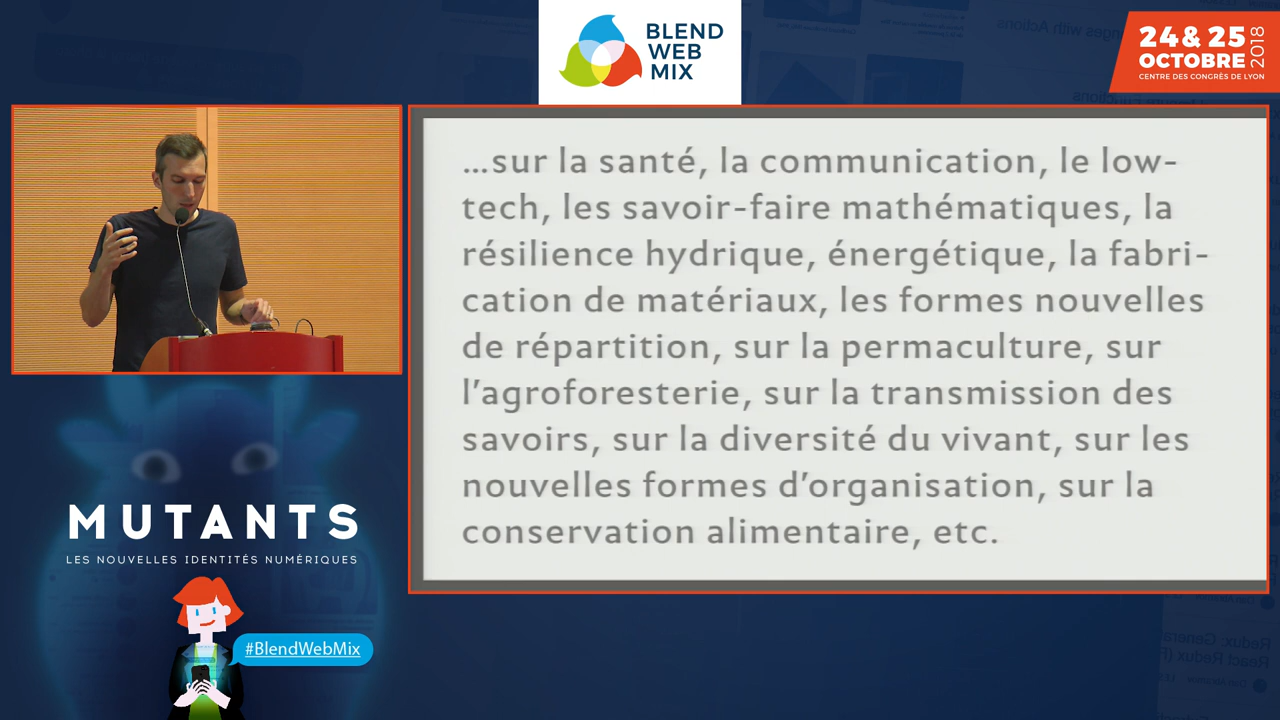 BLEND
WEB
MIX
24 & 25
OCTOBRE
2018
CENTRE DES CONGRÈS DE LYON
...sur la santé, la communication, le low-
tech, les savoir-faire mathématiques, la
résilience hydrique, énergétique, la fabri-
cation de matériaux, les formes nouvelles
de répartition, sur la permaculture, sur
l’agroforesterie, sur la transmission des
savoirs, sur la diversité du vivant, sur les
nouvelles formes d’organisation, sur la
conservation alimentaire, etc.
MUTANTS
LES NOUVELLES IDENTITÉS NUMÉRIQUES
#BlendWebMix